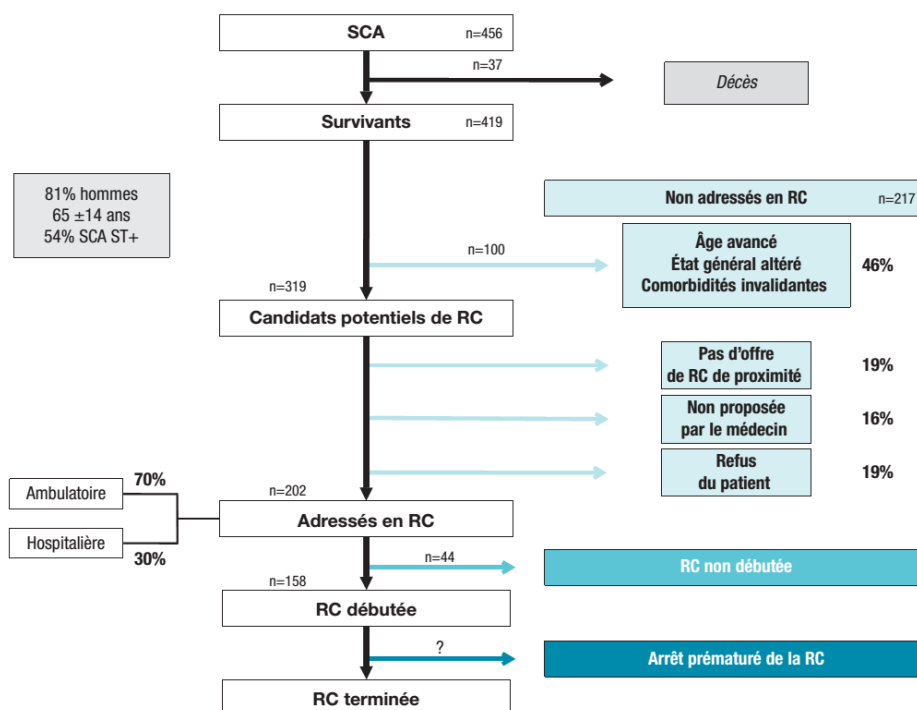 SCA n=456
n=37
Décès
Survivants n=419
81% hommes
65 ±14 ans
54% SCA ST+
Non adressés en RC n=217
n=100
Âge avancé
État général altéré
Comorbidités invalidantes
46%
n=319
Candidats potentiels de RC
Pas d’offre
de RC de proximité
19%
Non proposée
par le médecin
16%
Refus
du patient
19%
Ambulatoire
70%
Hospitalière
30%
n=202
Adressés en RC
n=44
RC non débutée
n=158
RC débutée
?
Arrêt prématuré de la RC
RC terminée